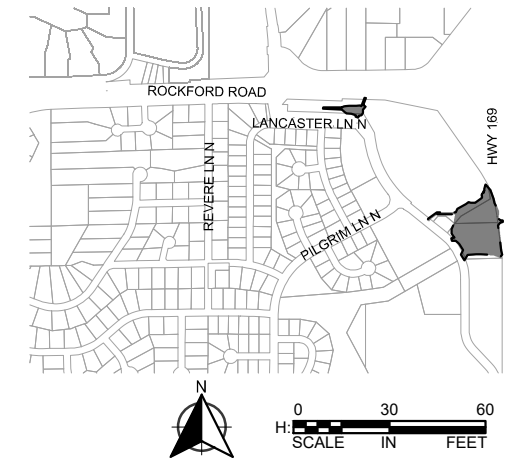 ROCKFORD ROAD
LANCASTER LN N
HWY 169
REVERE LN N
PILGRIM LN N
N
0 30 60
H:
SCALE IN FEET